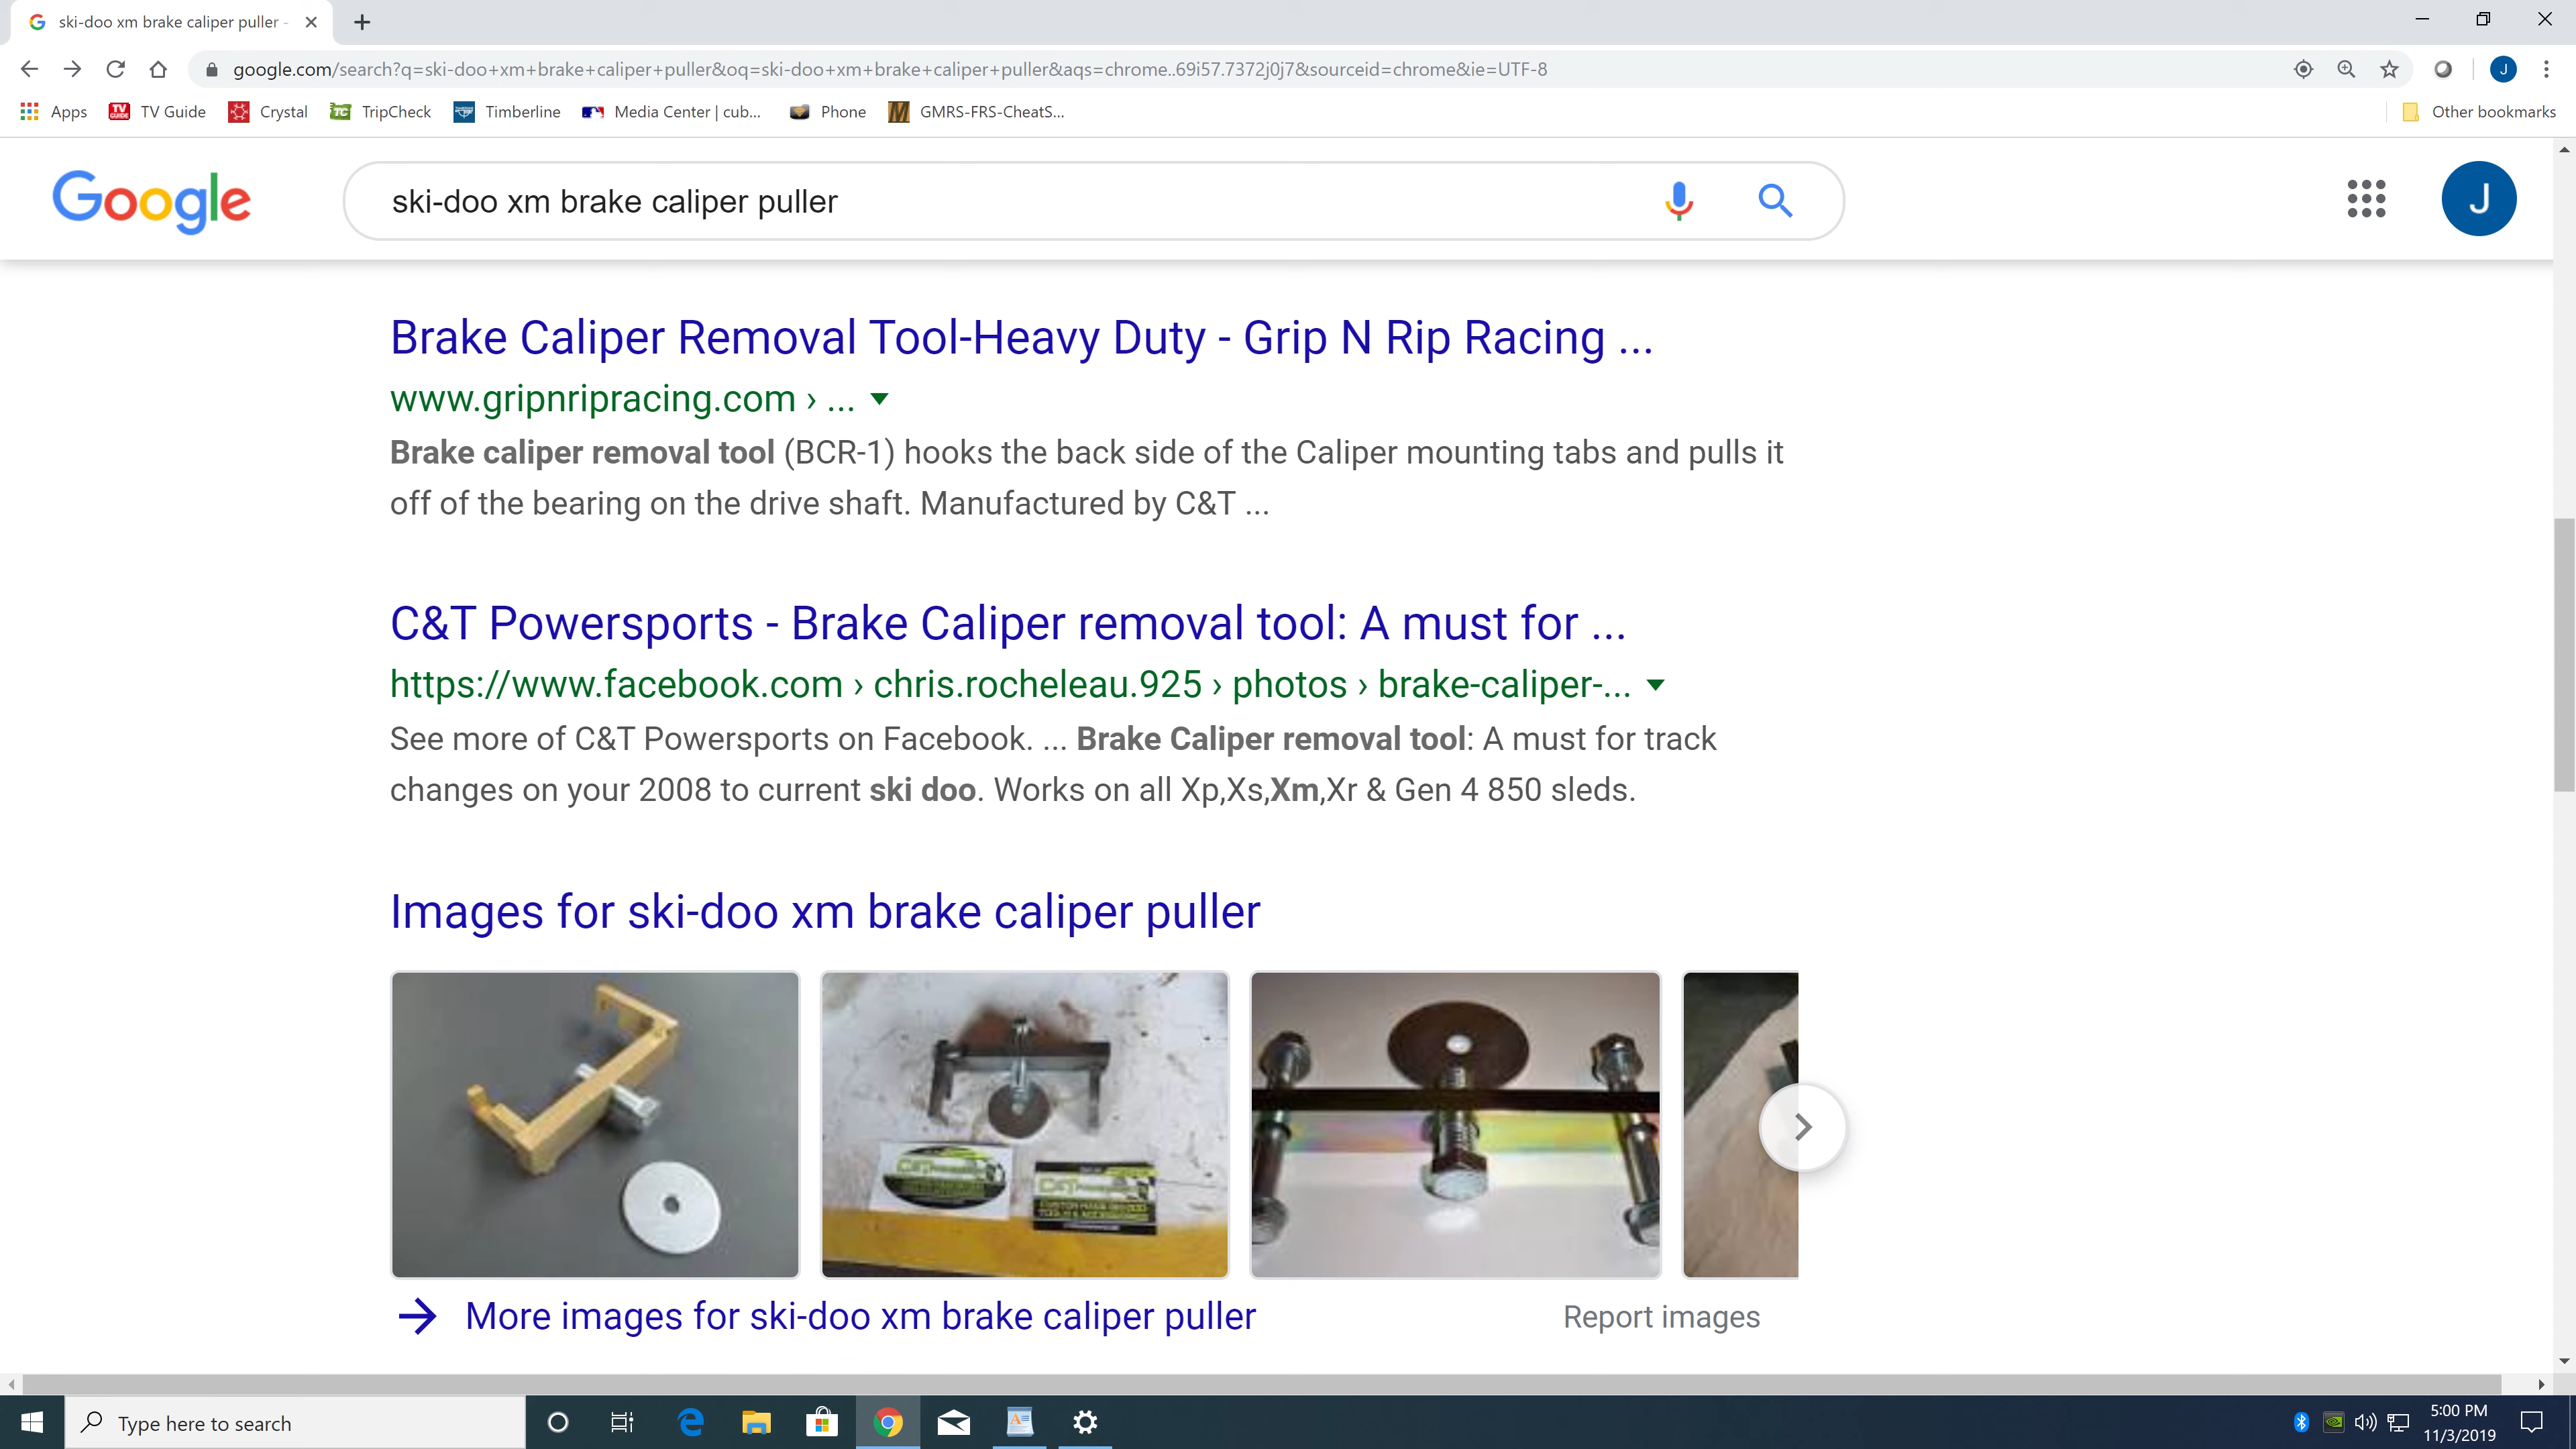 ski-doo xm brake caliper puller -
google.com/search?q=ski-doo+xm+brake+caliper+puller&oq=ski-doo+xm+brake+caliper+puller&aqs=chrome..69i57.7372j0j7&sourceid=chrome&ie=UTF-8
J
Apps TV GUIDE TV Guide Crystal TC TripCheck Timberline Media Center | cub... Phone GMRS-FRS-CheatS... Other bookmarks
Google ski-doo xm brake caliper puller J
Brake Caliper Removal Tool-Heavy Duty - Grip N Rip Racing ...
www.gripnripracing.com › ...
Brake caliper removal tool (BCR-1) hooks the back side of the Caliper mounting tabs and pulls it
off of the bearing on the drive shaft. Manufactured by C&T ...
C&T Powersports - Brake Caliper removal tool: A must for ...
https://www.facebook.com › chris.rocheleau.925 › photos › brake-caliper-...
See more of C&T Powersports on Facebook. ... Brake Caliper removal tool: A must for track
changes on your 2008 to current ski doo. Works on all Xp,Xs,Xm,Xr & Gen 4 850 sleds.
Images for ski-doo xm brake caliper puller
More images for ski-doo xm brake caliper puller Report images
Type here to search
5:00 PM
11/3/2019